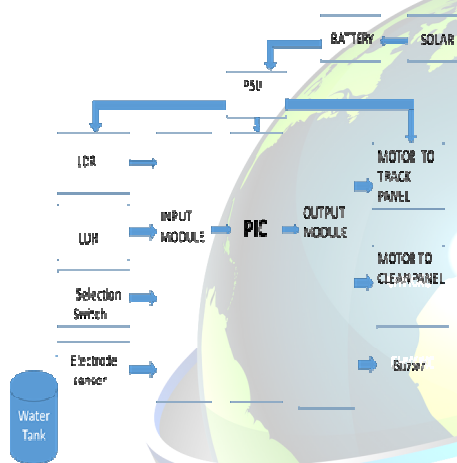 BATTERY
SOLAR
PSU
LDR
MOTOR TO
TRACK
PANEL
INPUT
MODULE
PIC
OUTPUT
MODULE
MOTOR TO
CLEAN PANEL
Selection
Switch
Electrode
sensor
Buzzer
Water
Tank